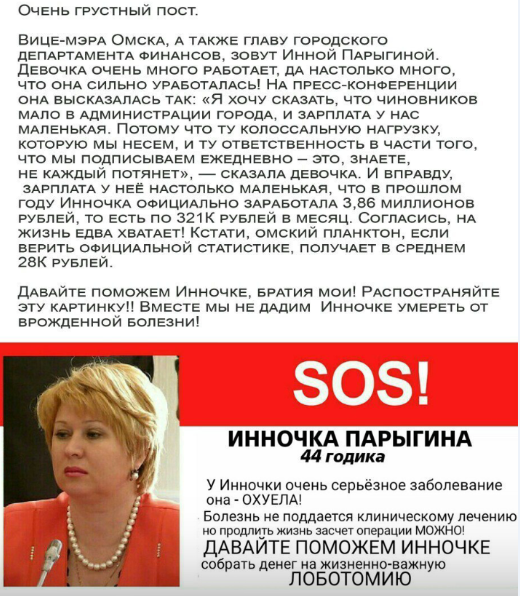 Очень грустный пост.
Вице-мэра Омска, а также главу городского
департамента финансов, зовут Инной Парыгиной.
Девочка очень много работает, да настолько много,
что она сильно уработалась! На пресс-конференции
она высказалась так: «Я хочу сказать, что чиновников
мало в администрации города, и зарплата у нас
маленькая. Потому что ту колоссальную нагрузку,
которую мы несем, и ту ответственность в части того,
что мы подписываем ежедневно – это, знаете,
не каждый потянет», — сказала девочка. И вправду,
зарплата у неё настолько маленькая, что в прошлом
году Инночка официально заработала 3,86 миллионов
рублей, то есть по 321К рублей в месяц. Согласись, на
жизнь едва хватает! Кстати, омский планктон, если
верить официальной статистике, получает в среднем
28К рублей.
Давайте поможем Инночке, братия мои! Распостраняйте
эту картинку!! Вместе мы не дадим Инночке умереть от
врожденной болезни!
SOS!
ИННОЧКА ПАРЫГИНА
44 годика
У Инночки очень серьёзное заболевание
она - ОХУЕЛА!
Болезнь не поддается клиническому лечению
но продлить жизнь засчет операции МОЖНО!
ДАВАЙТЕ ПОМОЖЕМ ИННОЧКЕ
собрать денег на жизненно-важную
ЛОБОТОМИЮ